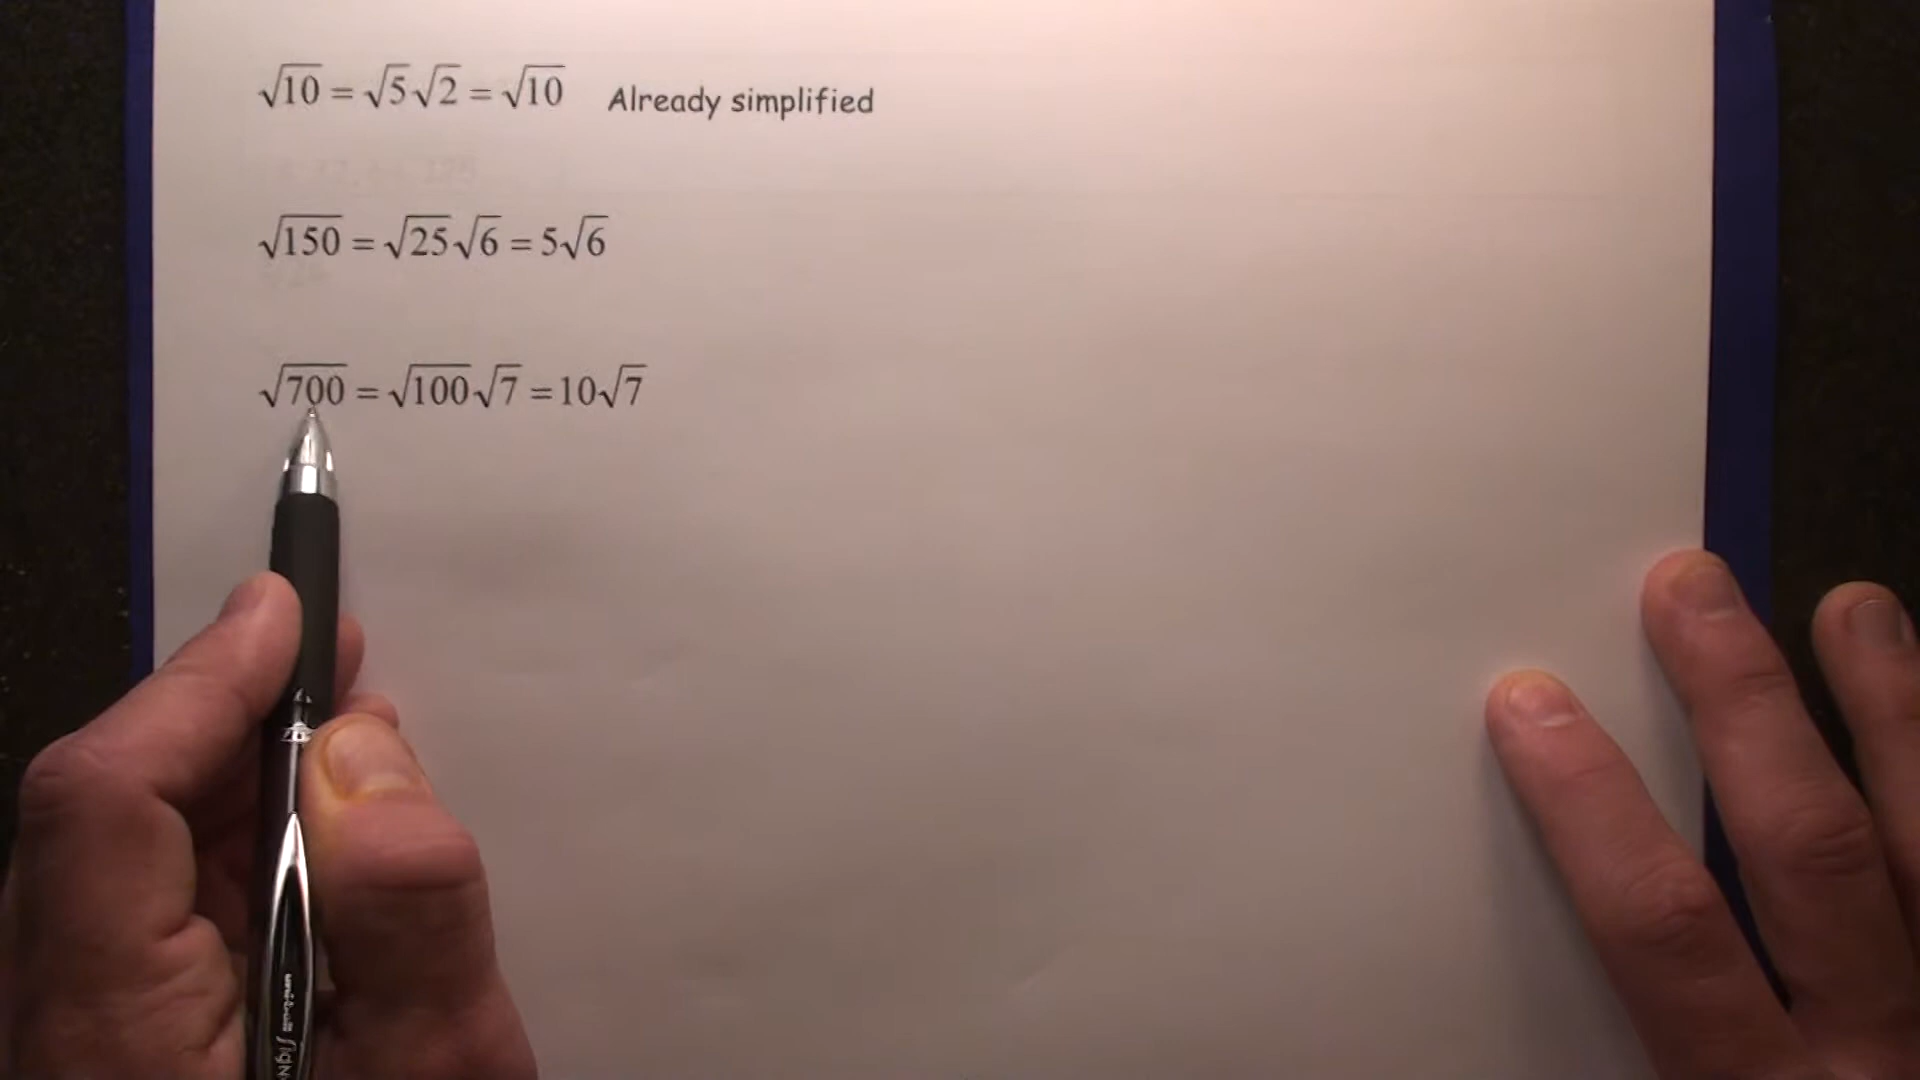 √10 = √5√2 = √10 Already simplified
√150 = √25√6 = 5√6
√700 = √100√7 = 10√7